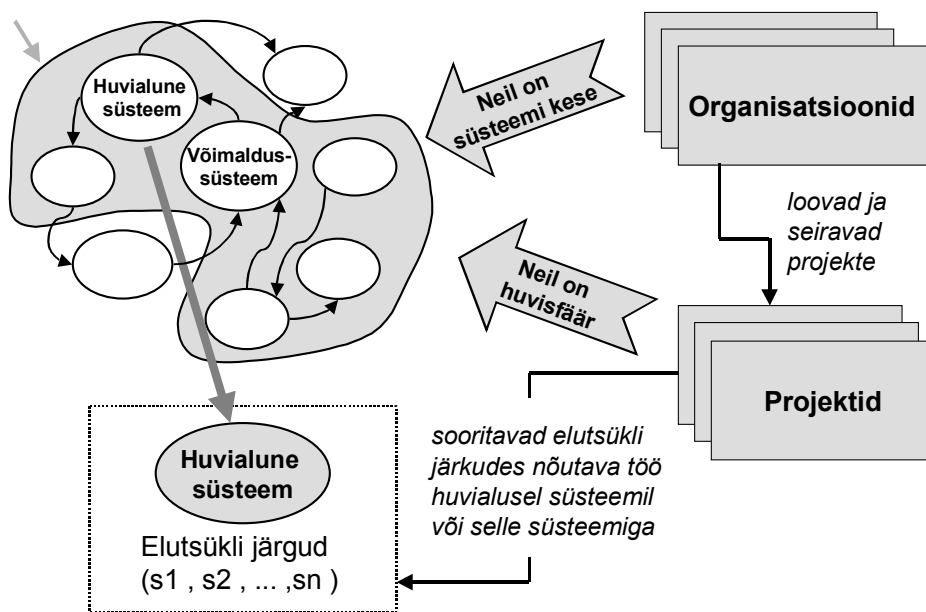 Huvialune
süsteem
Võimaldus-
süsteem
Neil on
süsteemi kese
Organisatsioonid
loovad ja
seiravad
projekte
Neil on
huvisfäär
Projektid
sooritavad elutsükli
järkudes nõutava töö
huvialusel süsteemil
või selle süsteemiga
Huvialune
süsteem
Elutsükli järgud
(s1 , s2 , ... ,sn )